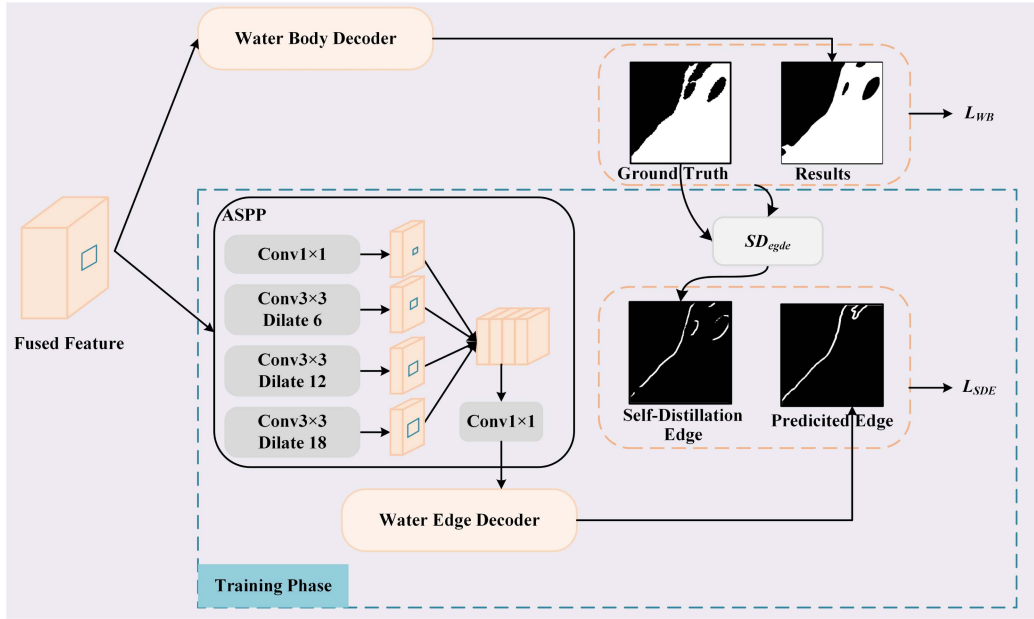 Water Body Decoder
L_WB
Ground Truth
Results
ASPP
Conv1×1
SD_egde
Conv3×3
Dilate 6
Fused Feature
Conv3×3
Dilate 12
Conv3×3
Dilate 18
Conv1×1
Self-Distillation
Edge
Predicited Edge
L_SDE
Water Edge Decoder
Training Phase